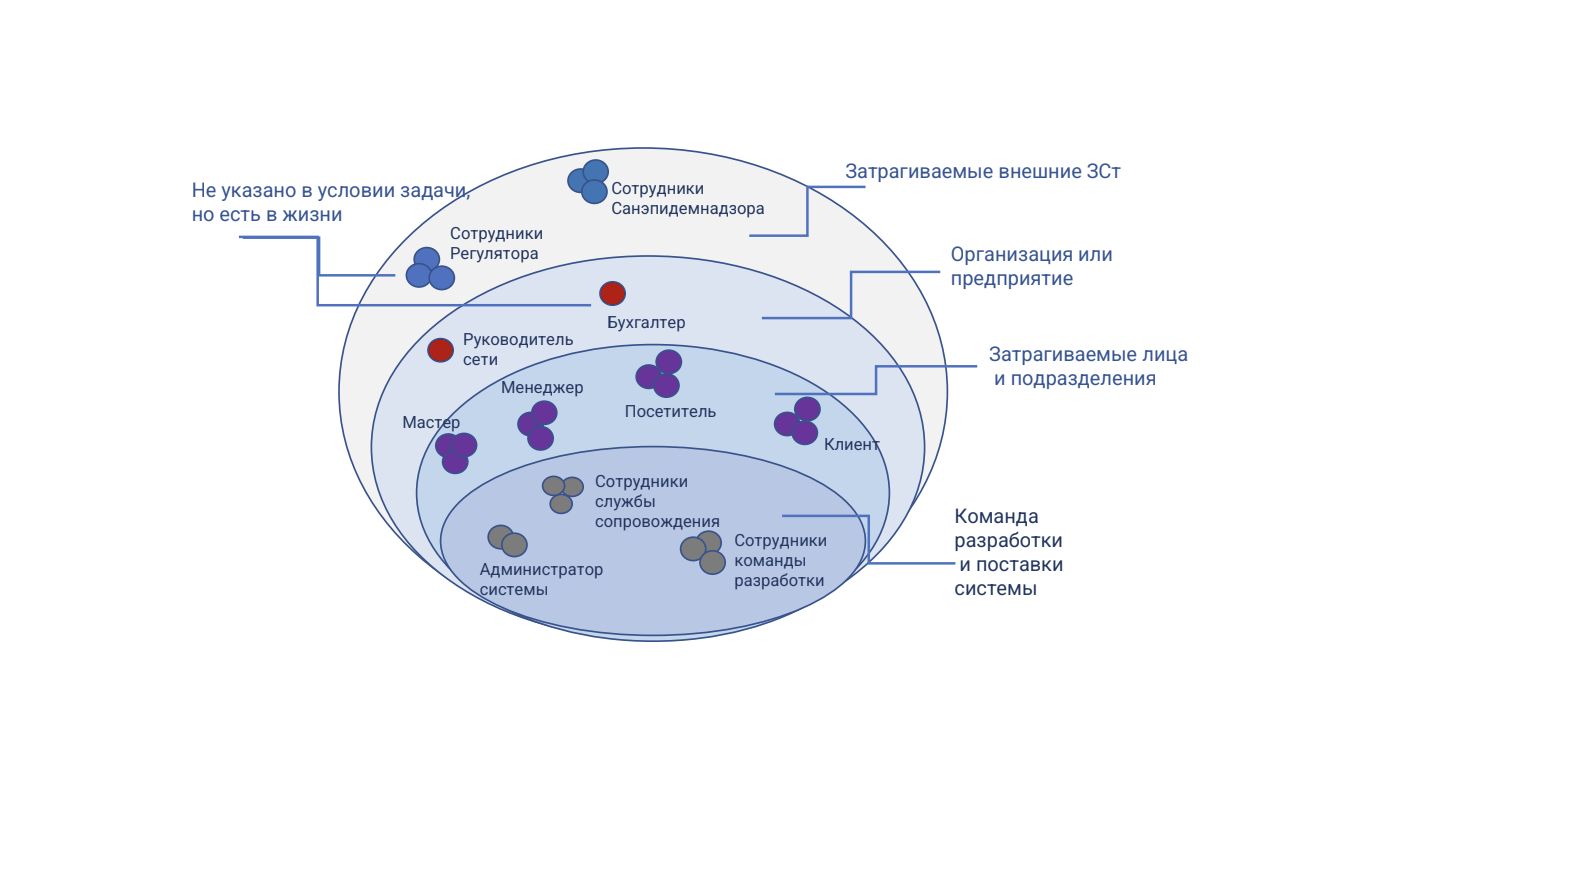 Затрагиваемые внешние ЗСт
Не указано в условии задачи,
но есть в жизни
Сотрудники
Санэпидемнадзора
Сотрудники
Регулятора
Организация или
предприятие
Бухгалтер
Руководитель
сети
Затрагиваемые лица
и подразделения
Менеджер
Посетитель
Мастер
Клиент
Сотрудники
службы
сопровождения
Команда
разработки
и поставки
системы
Сотрудники
команды
разработки
Администратор
системы